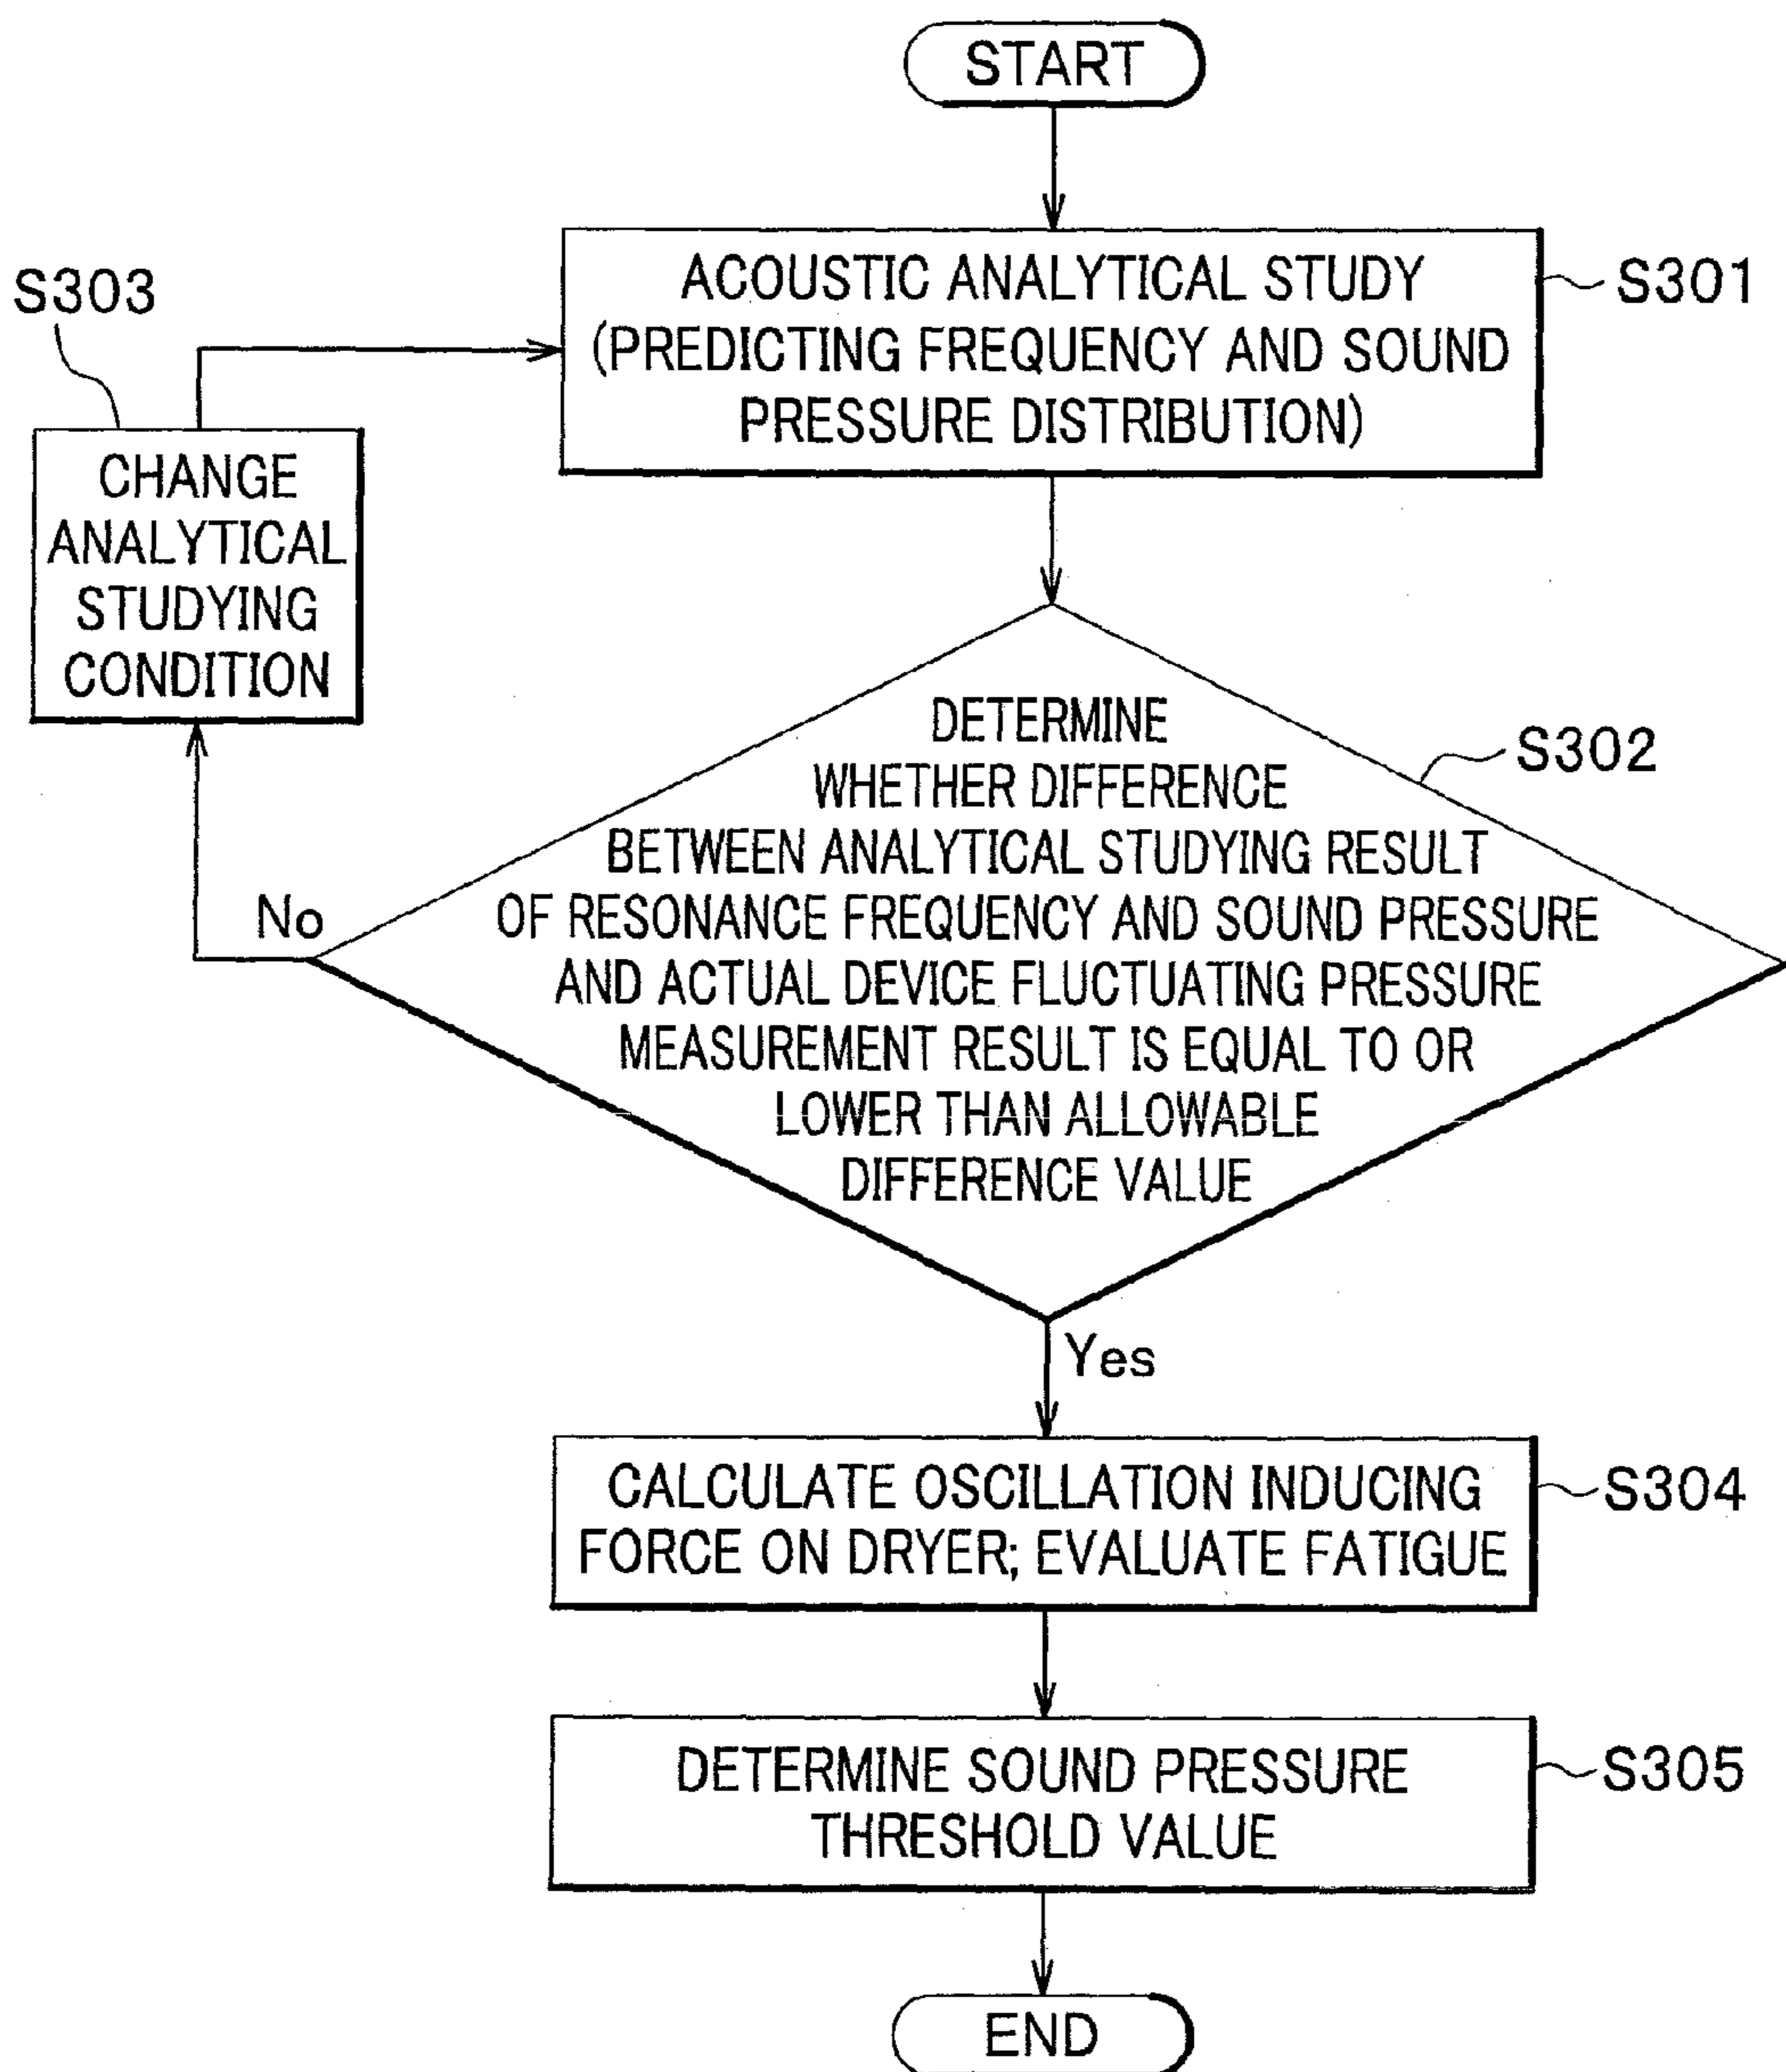 START
ACOUSTIC ANALYTICAL STUDY
(PREDICTING FREQUENCY AND SOUND
PRESSURE DISTRIBUTION)
S301
S303
CHANGE
ANALYTICAL
STUDYING
CONDITION
DETERMINE
WHETHER DIFFERENCE
BETWEEN ANALYTICAL STUDYING RESULT
OF RESONANCE FREQUENCY AND SOUND PRESSURE
AND ACTUAL DEVICE FLUCTUATING PRESSURE
MEASUREMENT RESULT IS EQUAL TO OR
LOWER THAN ALLOWABLE
DIFFERENCE VALUE
S302
No
Yes
CALCULATE OSCILLATION INDUCING
FORCE ON DRYER; EVALUATE FATIGUE
S304
DETERMINE SOUND PRESSURE
THRESHOLD VALUE
S305
END